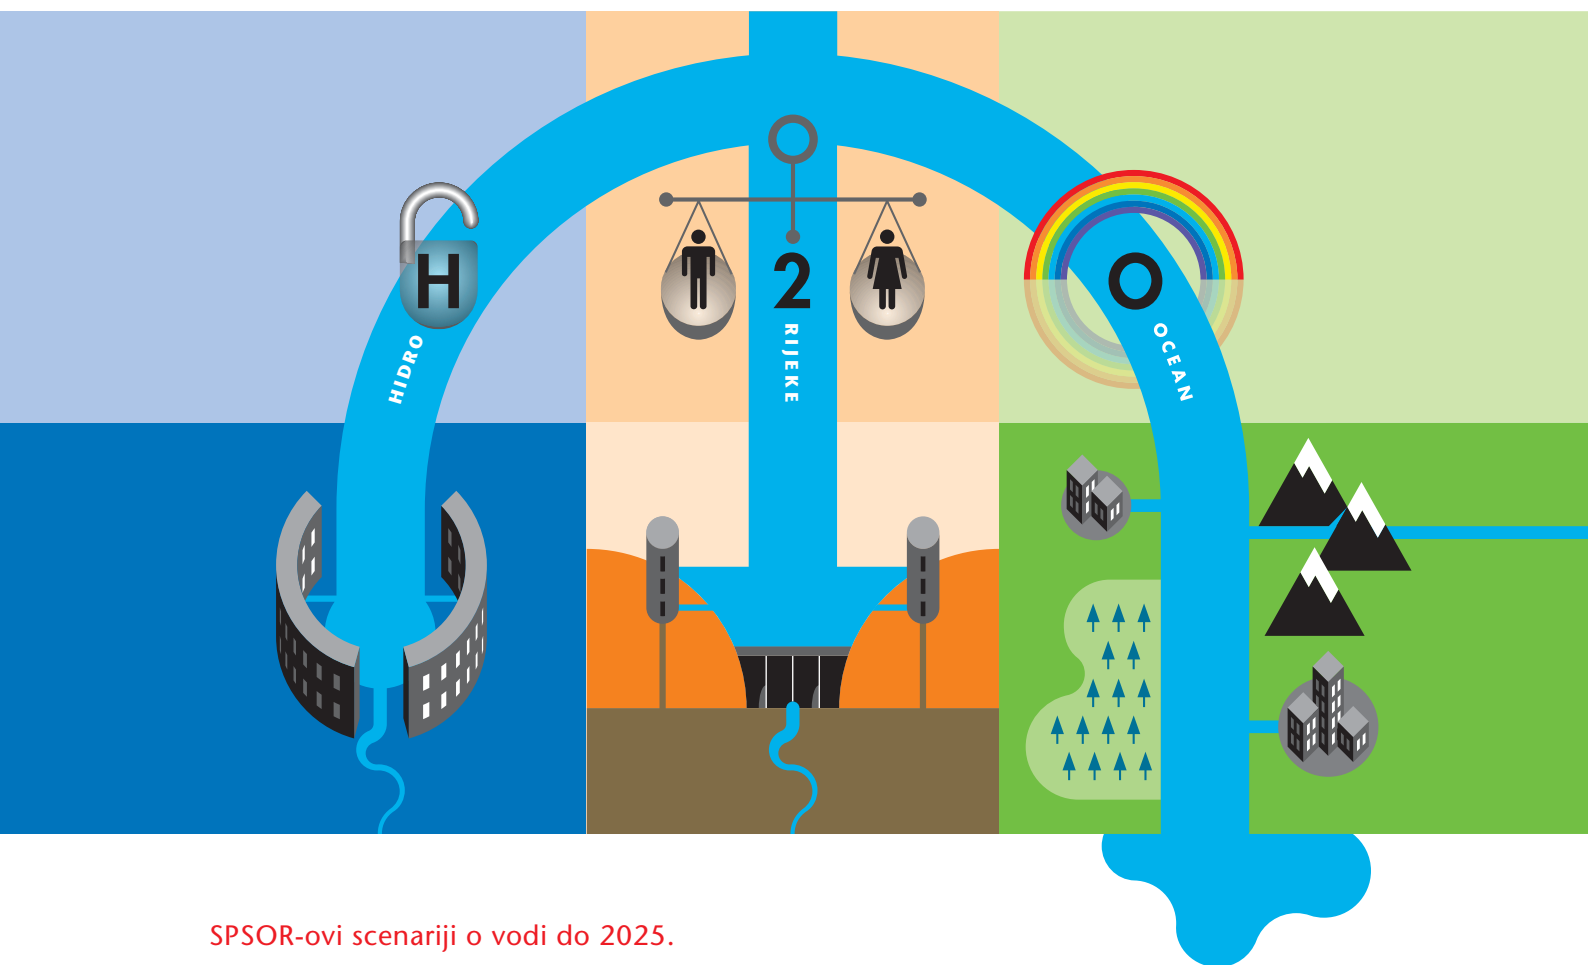 H
HIDRO
2
RIJEKE
O
OCEAN
SPSOR-ovi scenariji o vodi do 2025.